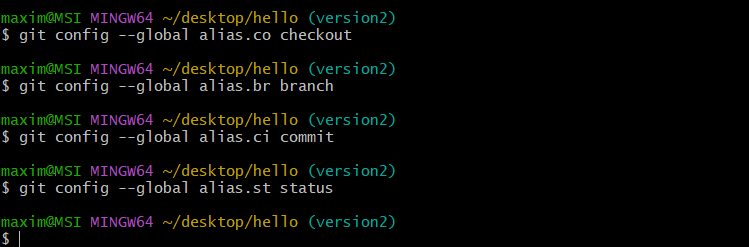 maxim@MSI MINGW64 ~/desktop/hello (version2)
$ git config --global alias.co checkout
maxim@MSI MINGW64 ~/desktop/hello (version2)
$ git config --global alias.br branch
maxim@MSI MINGW64 ~/desktop/hello (version2)
$ git config --global alias.ci commit
maxim@MSI MINGW64 ~/desktop/hello (version2)
$ git config --global alias.st status
maxim@MSI MINGW64 ~/desktop/hello (version2)
$